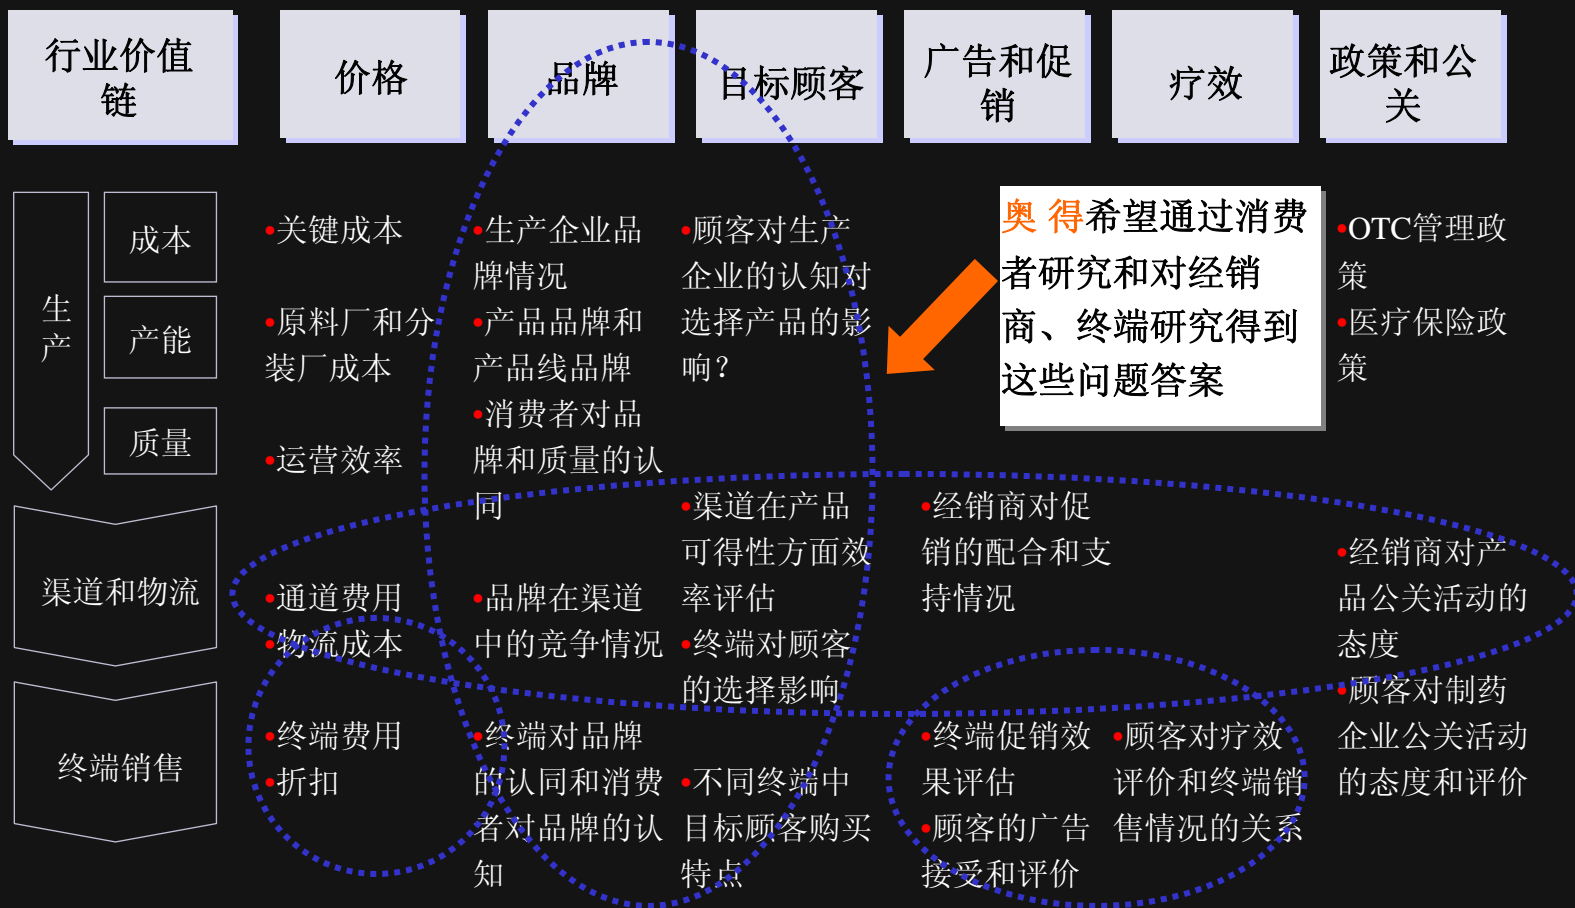 行业价值
链
价格
品牌
目标顾客
广告和促
销
疗效
政策和公
关
生
产
成本
产能
质量
•关键成本
•原料厂和分
装厂成本
•运营效率
•生产企业品
牌情况
•产品品牌和
产品线品牌
•消费者对品
牌和质量的认
同
•顾客对生产
企业的认知对
选择产品的影
响?
奥 得希望通过消费
者研究和对经销
商、终端研究得到
这些问题答案
•OTC管理政
策
•医疗保险政
策
渠道和物流
•通道费用
•物流成本
•品牌在渠道
中的竞争情况
•渠道在产品
可得性方面效
率评估
•终端对顾客
的选择影响
•经销商对促
销的配合和支
持情况
•经销商对产
品公关活动的
态度
终端销售
•终端费用
•折扣
•终端对品牌
的认同和消费
者对品牌的认
知
•不同终端中
目标顾客购买
特点
•终端促销效
果评估
•顾客的广告
接受和评价
•顾客对疗效
评价和终端销
售情况的关系
•顾客对制药
企业公关活动
的态度和评价